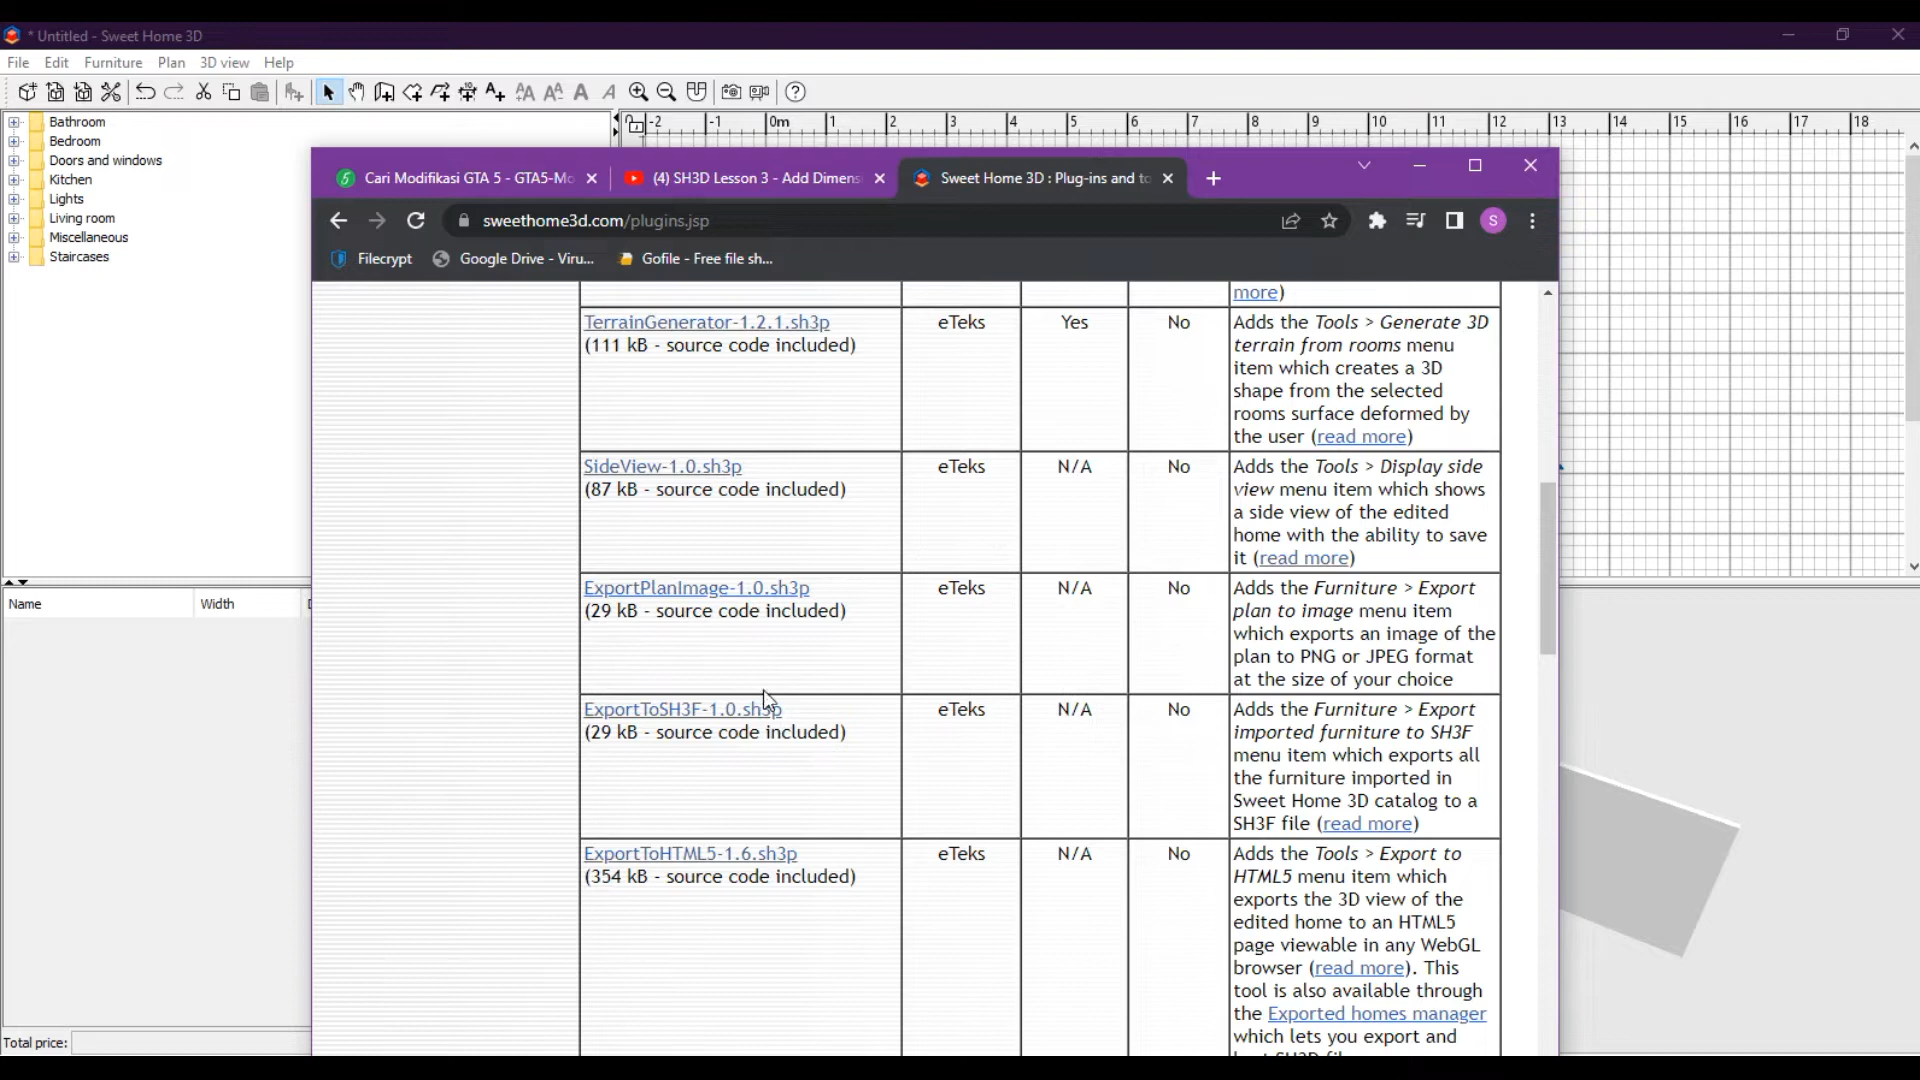 * Untitled - Sweet Home 3D
File Edit Furniture Plan 3D view Help
Bathroom
Bedroom
Doors and windows
Kitchen
Lights
Living room
Miscellaneous
Staircases
-2 -1 0m 1 2 3 4 5 6 7 8 9 10 11 12 13 14 15 16 17 18
Name Width
Total price:
Cari Modifikasi GTA 5 - GTA5-Mo
(4) SH3D Lesson 3 - Add Dimens
Sweet Home 3D : Plug-ins and to
sweethome3d.com/plugins.jsp
S
Filecrypt
Google Drive - Viru...
Gofile - Free file sh...
more)
TerrainGenerator-1.2.1.sh3p
(111 kB - source code included)
eTeks
Yes
No
Adds the Tools > Generate 3D
terrain from rooms menu
item which creates a 3D
shape from the selected
rooms surface deformed by
the user (read more)
SideView-1.0.sh3p
(87 kB - source code included)
eTeks
N/A
No
Adds the Tools > Display side
view menu item which shows
a side view of the edited
home with the ability to save
it (read more)
ExportPlanImage-1.0.sh3p
(29 kB - source code included)
eTeks
N/A
No
Adds the Furniture > Export
plan to image menu item
which exports an image of the
plan to PNG or JPEG format
at the size of your choice
ExportToSH3F-1.0.sh3p
(29 kB - source code included)
eTeks
N/A
No
Adds the Furniture > Export
imported furniture to SH3F
menu item which exports all
the furniture imported in
Sweet Home 3D catalog to a
SH3F file (read more)
ExportToHTML5-1.6.sh3p
(354 kB - source code included)
eTeks
N/A
No
Adds the Tools > Export to
HTML5 menu item which
exports the 3D view of the
edited home to an HTML5
page viewable in any WebGL
browser (read more). This
tool is also available through
the Exported homes manager
which lets you export and